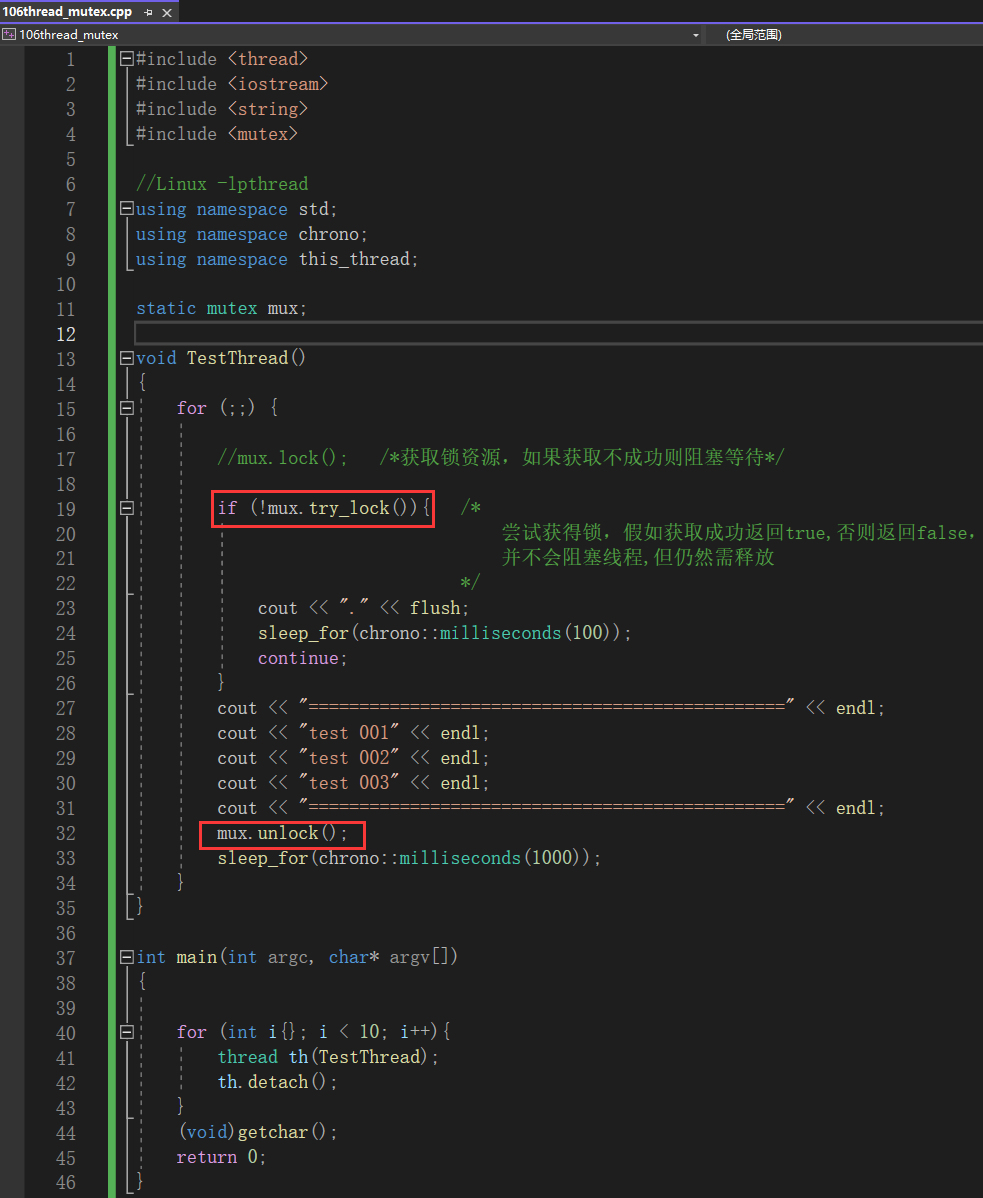 106thread_mutex.cpp
106thread_mutex (全局范围)
1 #include <thread>
2 #include <iostream>
3 #include <string>
4 #include <mutex>
5
6 //Linux -lpthread
7 using namespace std;
8 using namespace chrono;
9 using namespace this_thread;
10
11 static mutex mux;
12
13 void TestThread()
14 {
15 for (;;) {
16
17 //mux.lock(); /*获取锁资源，如果获取不成功则阻塞等待*/
18
19 if (!mux.try_lock()){ /*
20 尝试获得锁，假如获取成功返回true,否则返回false，
21 并不会阻塞线程,但仍然需释放
22 */
23 cout << "." << flush;
24 sleep_for(chrono::milliseconds(100));
25 continue;
26 }
27 cout << "===============================================" << endl;
28 cout << "test 001" << endl;
29 cout << "test 002" << endl;
30 cout << "test 003" << endl;
31 cout << "===============================================" << endl;
32 mux.unlock();
33 sleep_for(chrono::milliseconds(1000));
34 }
35 }
36
37 int main(int argc, char* argv[])
38 {
39
40 for (int i{}; i < 10; i++){
41 thread th(TestThread);
42 th.detach();
43 }
44 (void)getchar();
45 return 0;
46 }